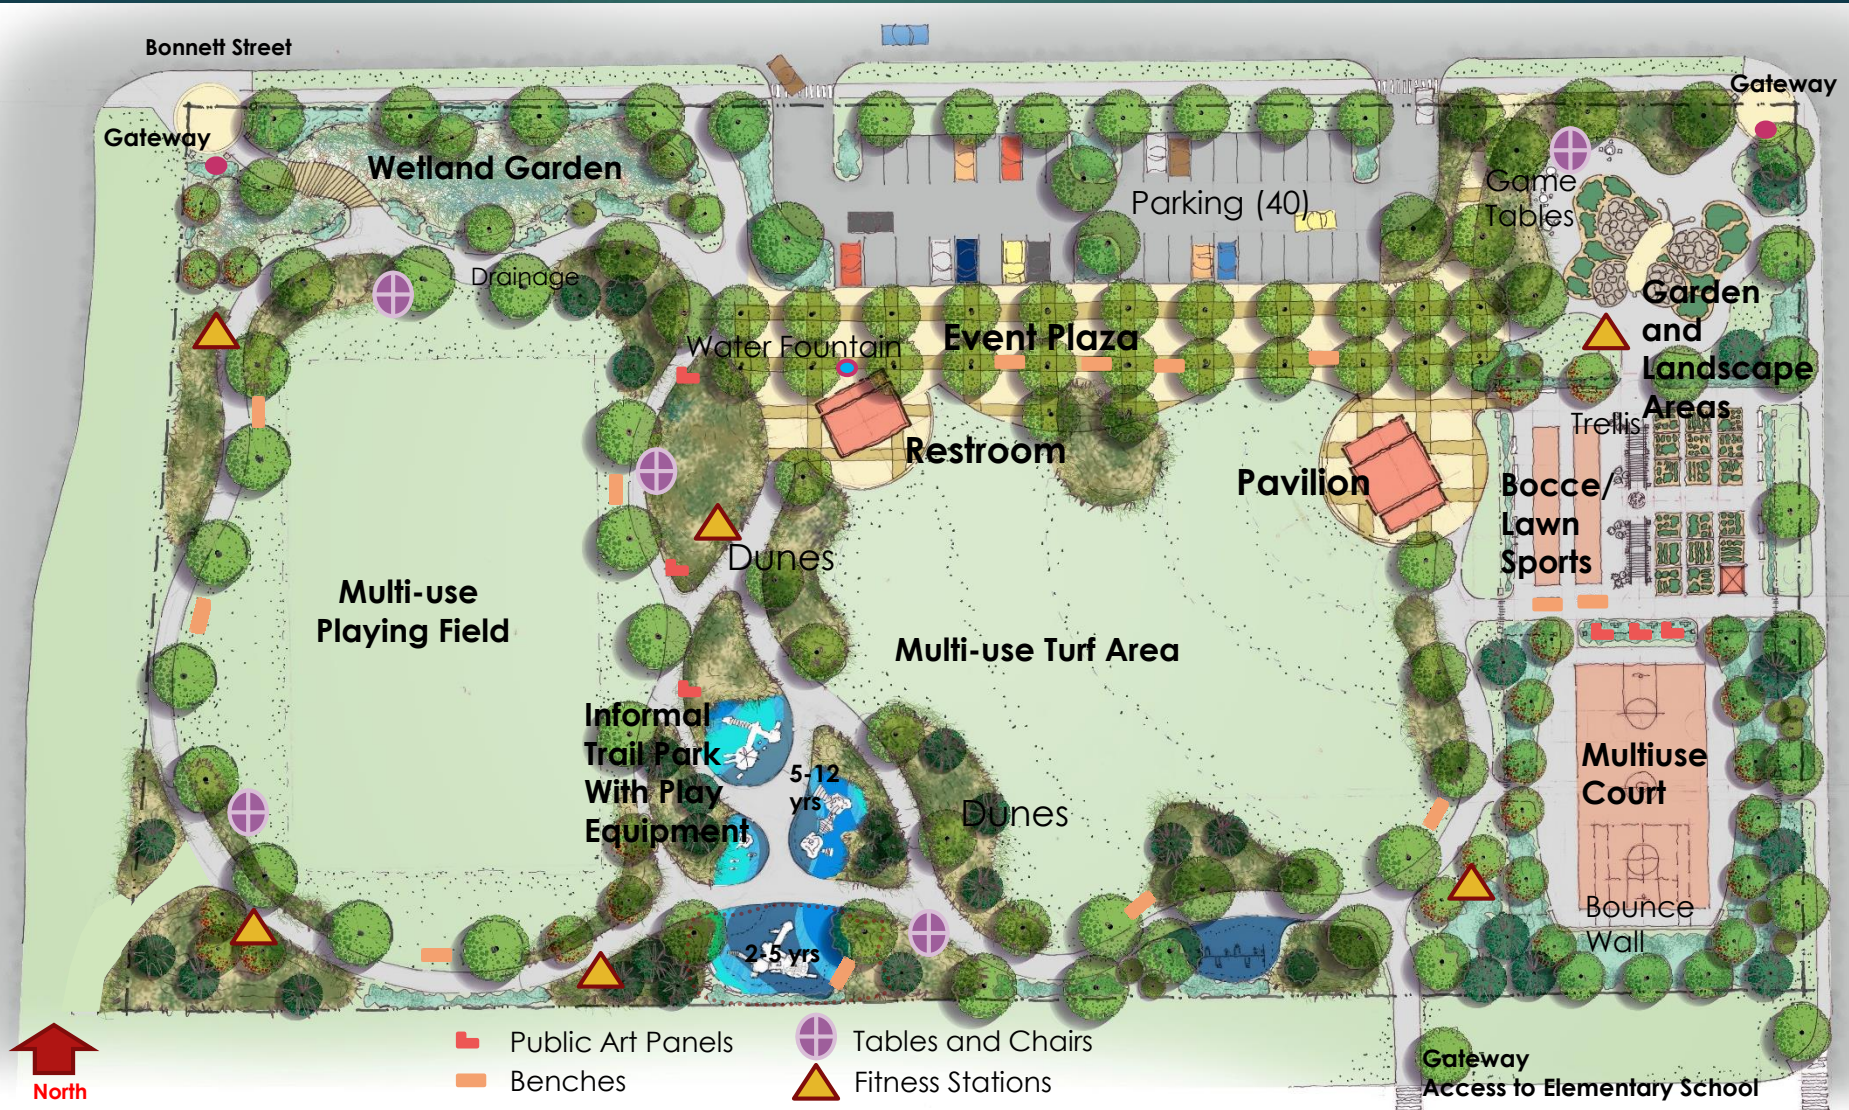 Bonnett Street
Gateway
Gateway
Wetland Garden
Parking (40)
Game
Tables
Drainage
Garden
and
Landscape
Areas
Water Fountain
Event Plaza
Trellis
Restroom
Pavilion
Bocce/
Lawn
Sports
Dunes
Multi-use
Playing Field
Multi-use Turf Area
Informal
Trail Park
With Play
Equipment
5-12
yrs
Multiuse
Court
Dunes
Bounce
Wall
2-5 yrs
Public Art Panels
Tables and Chairs
Benches
Fitness Stations
North
Gateway
Access to Elementary School